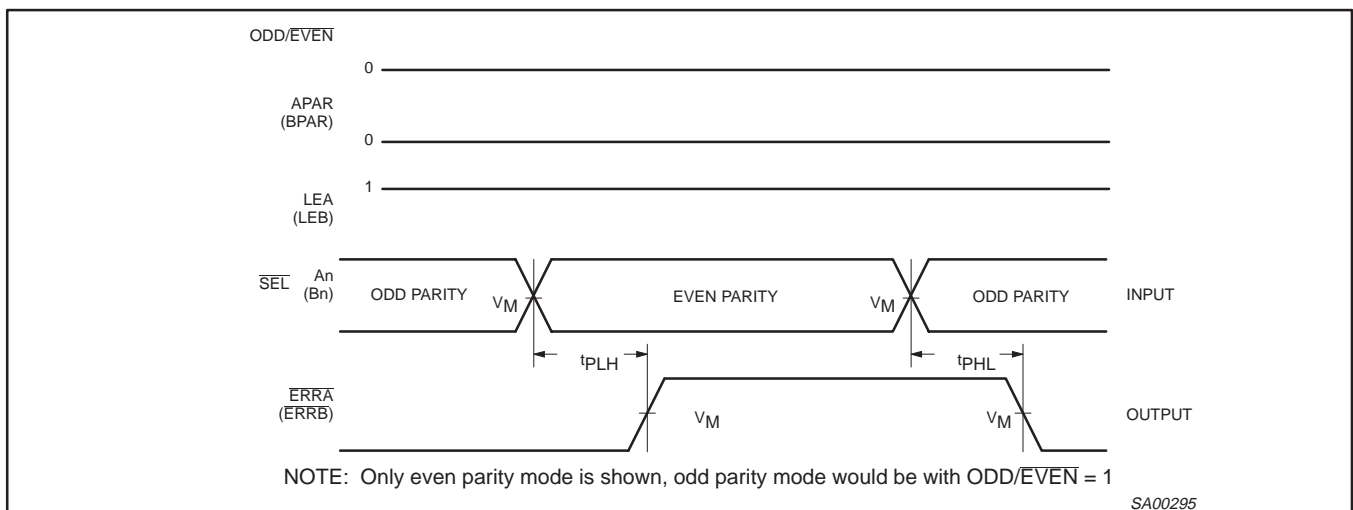 ODD/EVEN
0
APAR
(BPAR)
0
1
LEA
(LEB)
SEL An
(Bn)
ODD PARITY VM EVEN PARITY VM ODD PARITY INPUT
tPLH tPHL
ERRA
(ERRB)
VM VM OUTPUT
NOTE: Only even parity mode is shown, odd parity mode would be with ODD/EVEN = 1
SA00295